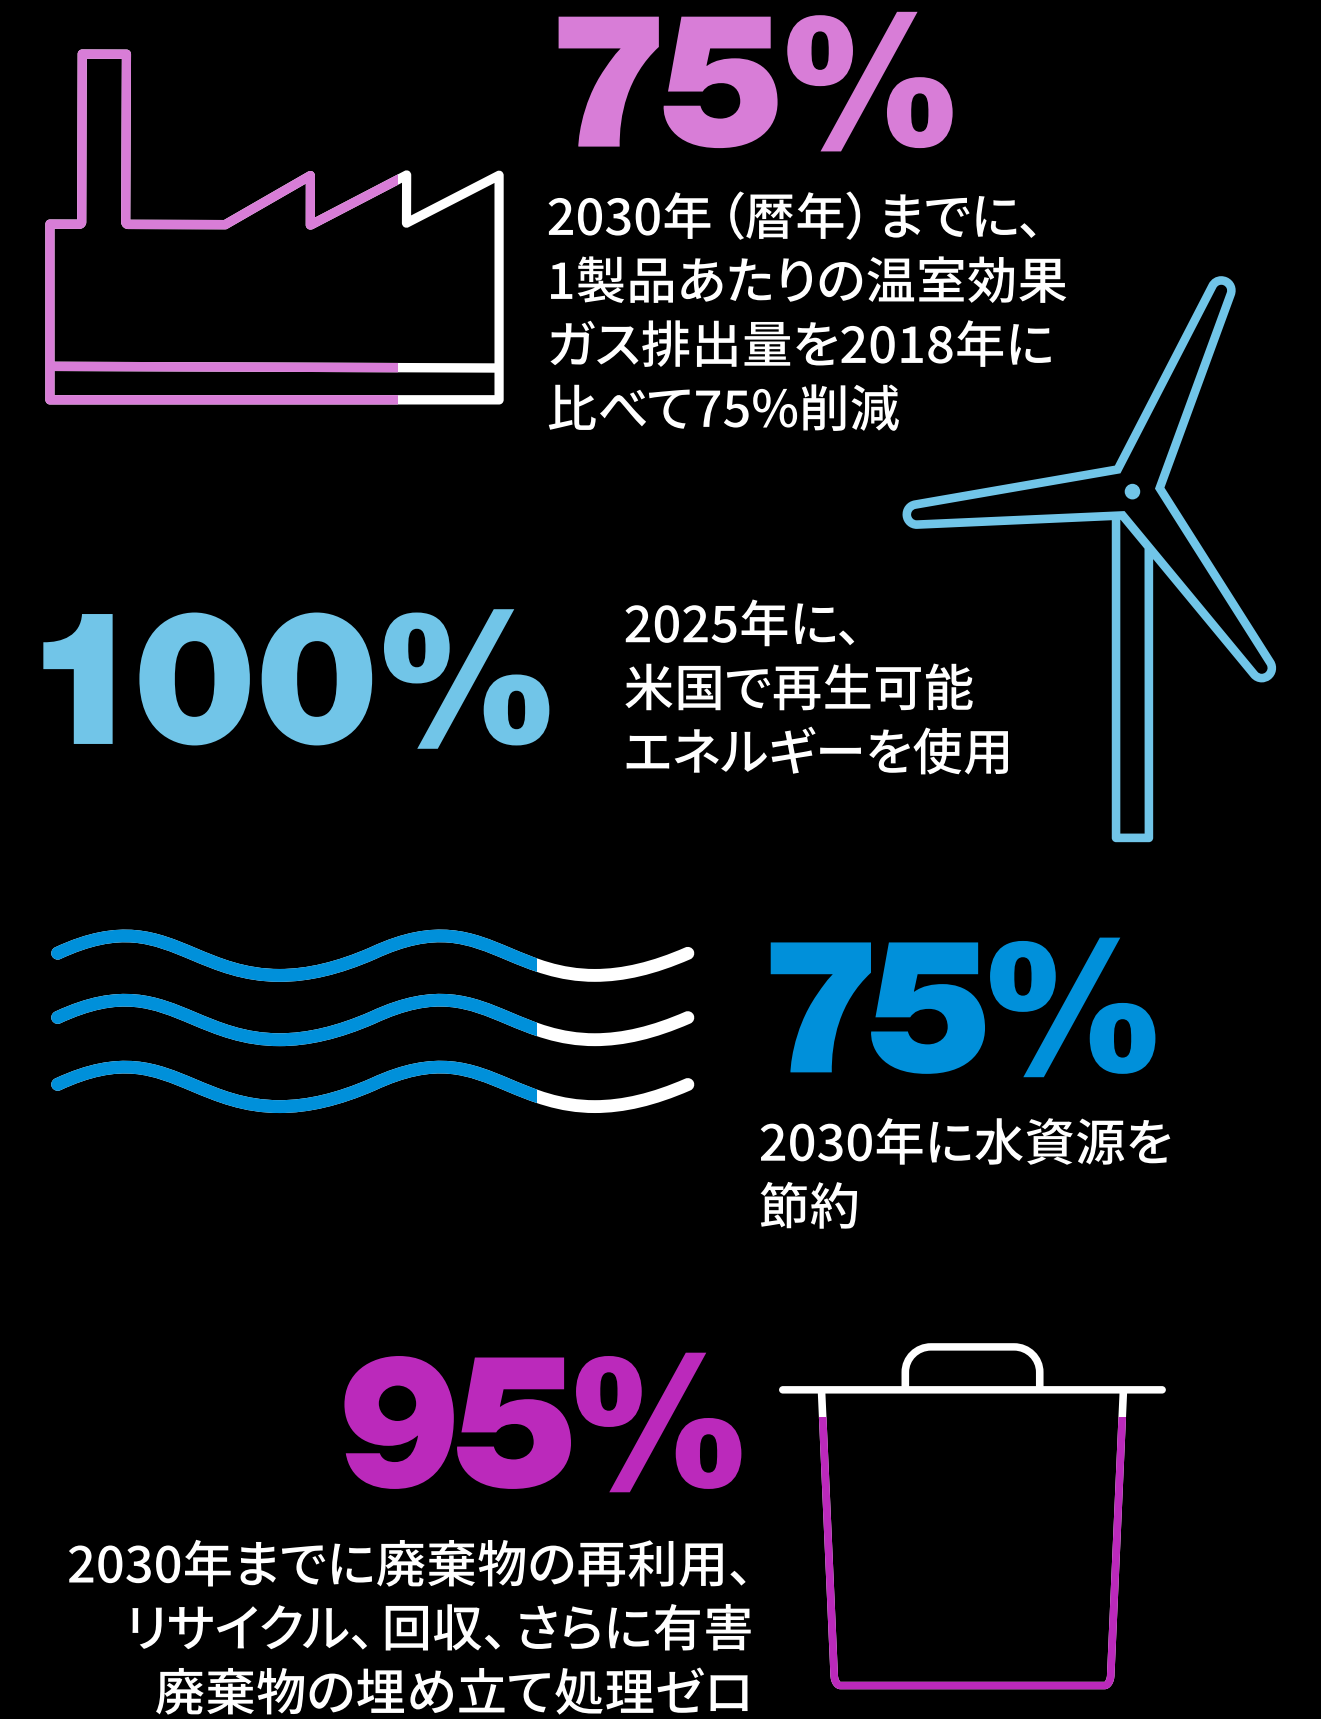 75%
2030年（暦年）までに、
1製品あたりの温室効果
ガス排出量を2018年に
比べて75%削減
100%
2025年に、
米国で再生可能
エネルギーを使用
75%
2030年に水資源を
節約
95%
2030年までに廃棄物の再利用、
リサイクル、回収、さらに有害
廃棄物の埋め立て処理ゼロ